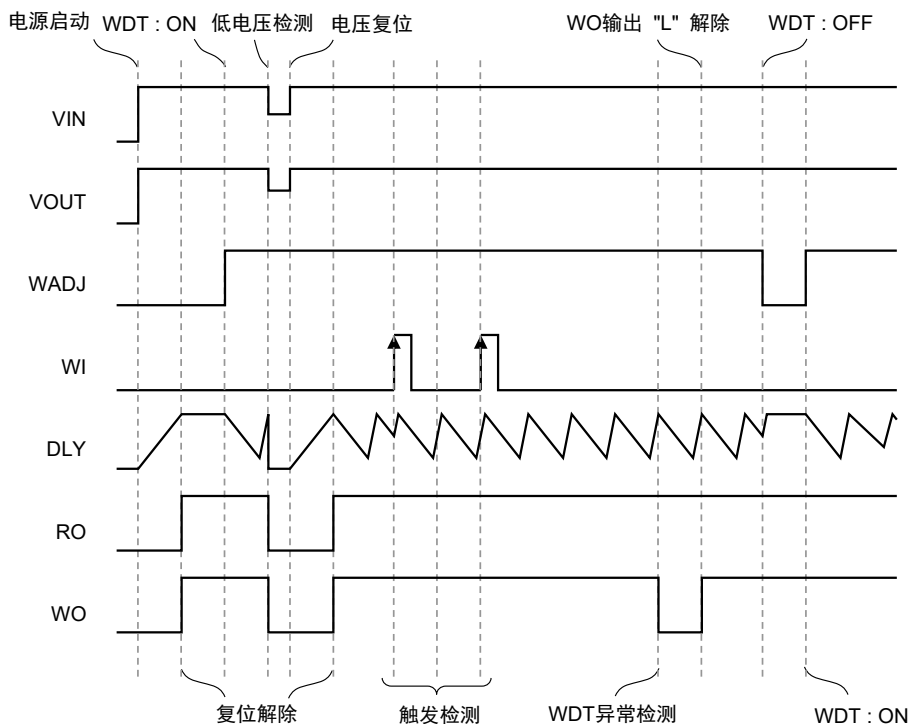 电源启动 WDT : ON 低电压检测 电压复位 WO输出 "L" 解除 WDT : OFF
VIN
VOUT
WADJ
WI
DLY
RO
WO
复位解除 触发检测 WDT异常检测 WDT : ON